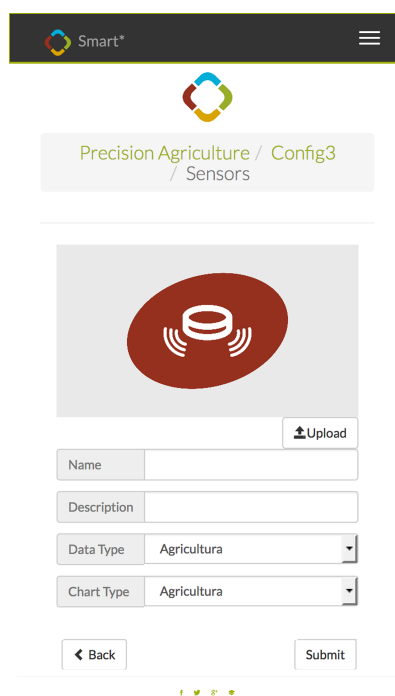 Smart*
Precision Agriculture / Config3
/ Sensors
Upload
Name
Description
Data Type Agricultura
Chart Type Agricultura
Back Submit